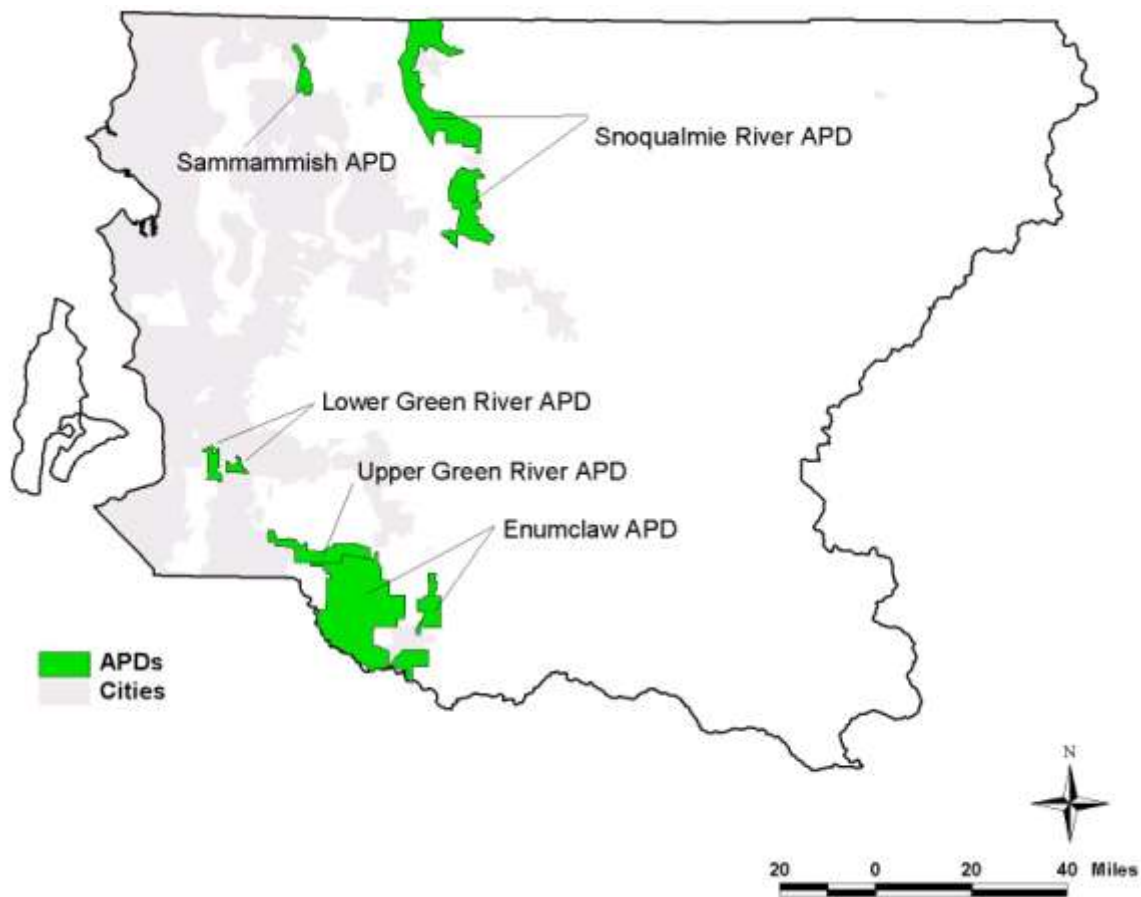 Snoqualmie River APD
Sammammish APD
Lower Green River APD
Upper Green River APD
Enumclaw APD
APDs
Cities
N
20 0 20 40 Miles